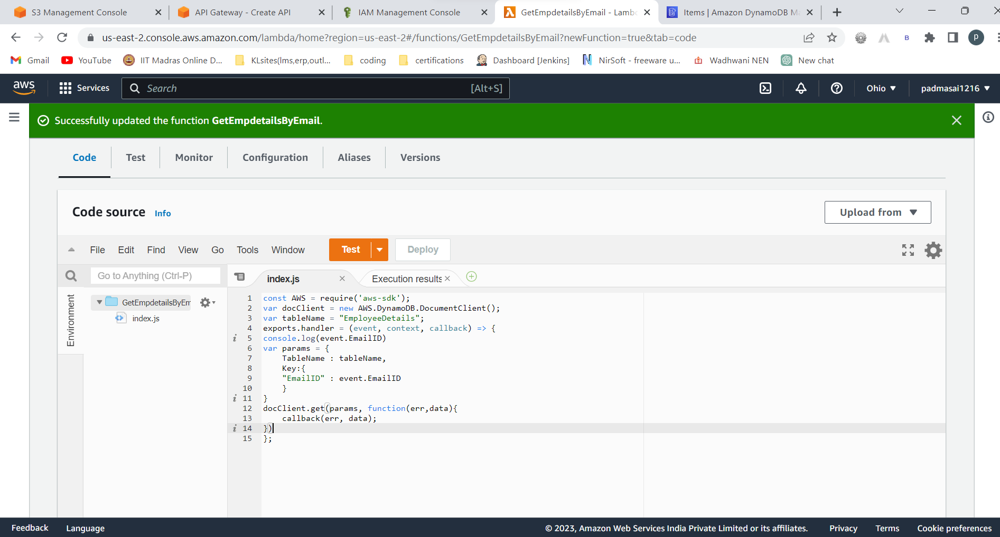 S3 Management Console
API Gateway - Create API
IAM Management Console
GetEmpdetailsByEmail - Lamb
Items | Amazon DynamoDB M
us-east-2.console.aws.amazon.com/lambda/home?region=us-east-2#/functions/GetEmpdetailsByEmail?newFunction=true&tab=code
B
p
Gmail
YouTube
IIT Madras Online D...
KLsites(lms,erp,outl...
coding
certifications
Dashboard [Jenkins]
NirSoft - freeware u...
Wadhwani NEN
New chat
aws
Services
Search
[Alt+S]
Ohio
padmasai1216
Successfully updated the function GetEmpdetailsByEmail.
Code
Test
Monitor
Configuration
Aliases
Versions
Code source
Info
Upload from
File
Edit
Find
View
Go
Tools
Window
Test
Deploy
Go to Anything (Ctrl-P)
index.js
Execution results
Environment
GetEmpdetailsByEm
index.js
1 const AWS = require('aws-sdk');
2 var docClient = new AWS.DynamoDB.DocumentClient();
3 var tableName = "EmployeeDetails";
4 exports.handler = (event, context, callback) => {
i 5 console.log(event.EmailID)
6 var params = {
7 TableName : tableName,
8 Key:{
9 "EmailID" : event.EmailID
10 }
i 11 }
12 docClient.get(params, function(err,data){
13 callback(err, data);
i 14 })
15 };
Feedback
Language
© 2023, Amazon Web Services India Private Limited or its affiliates.
Privacy
Terms
Cookie preferences